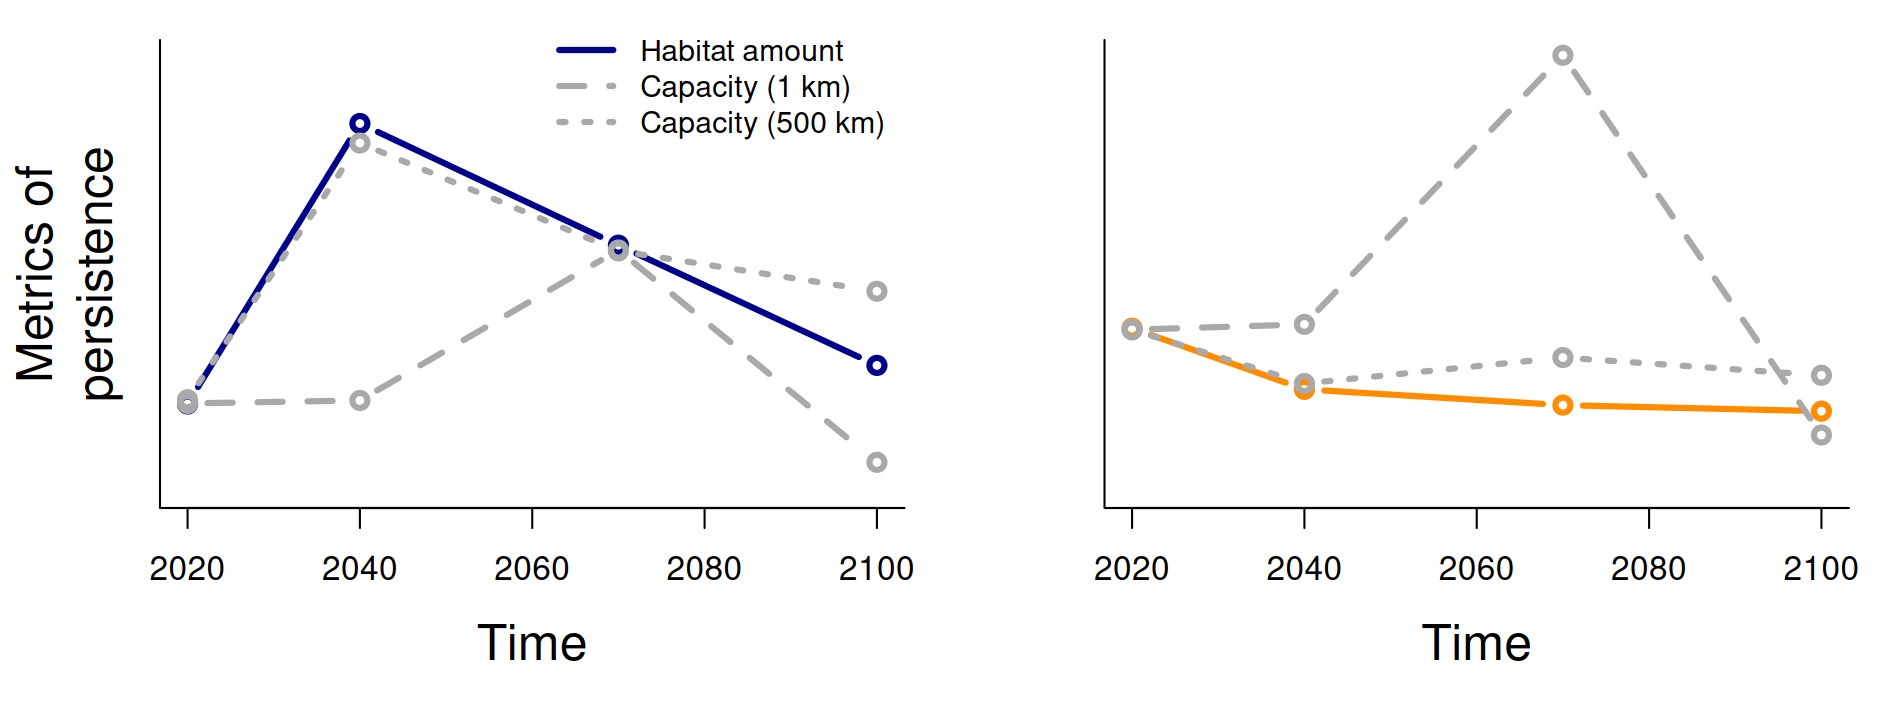 Metrics of
persistence
Habitat amount
Capacity (1 km)
Capacity (500 km)
2020 2040 2060 2080 2100
Time
2020 2040 2060 2080 2100
Time